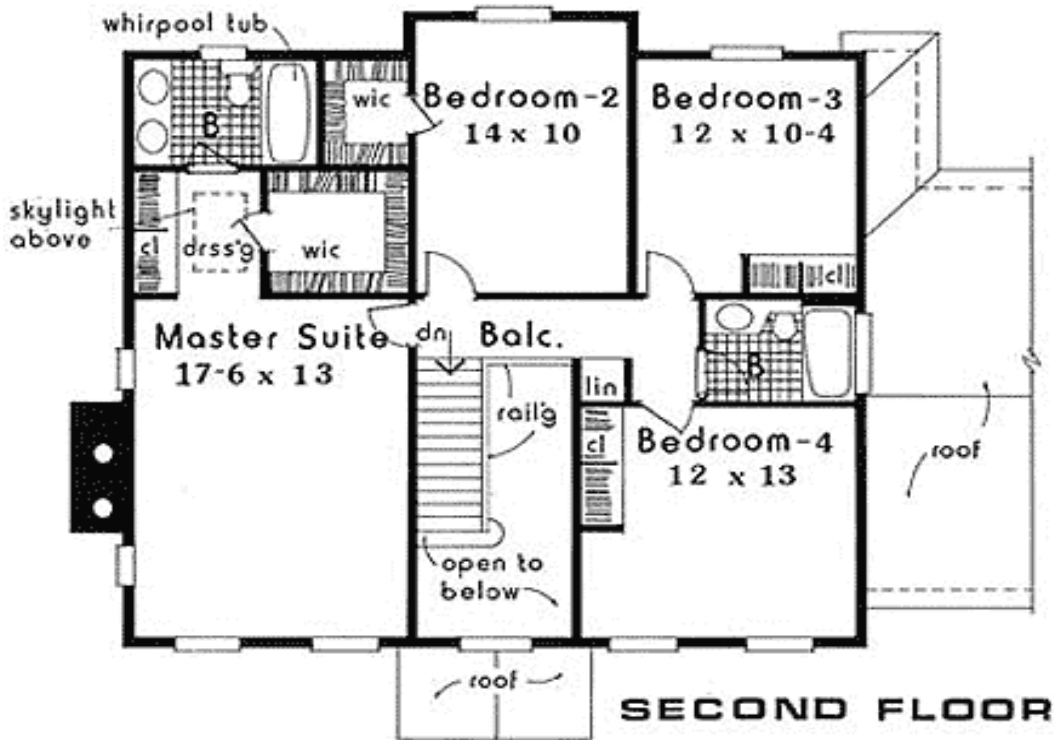 whirpool tub
wic
Bedroom-2
14 x 10
Bedroom-3
12 x 10-4
B
skylight
above
cl
drss'g
wic
cl
Master Suite
17-6 x 13
dn
Balc.
B
lin
rail'g
cl
Bedroom-4
12 x 13
roof
open to
below
roof
SECOND FLOOR